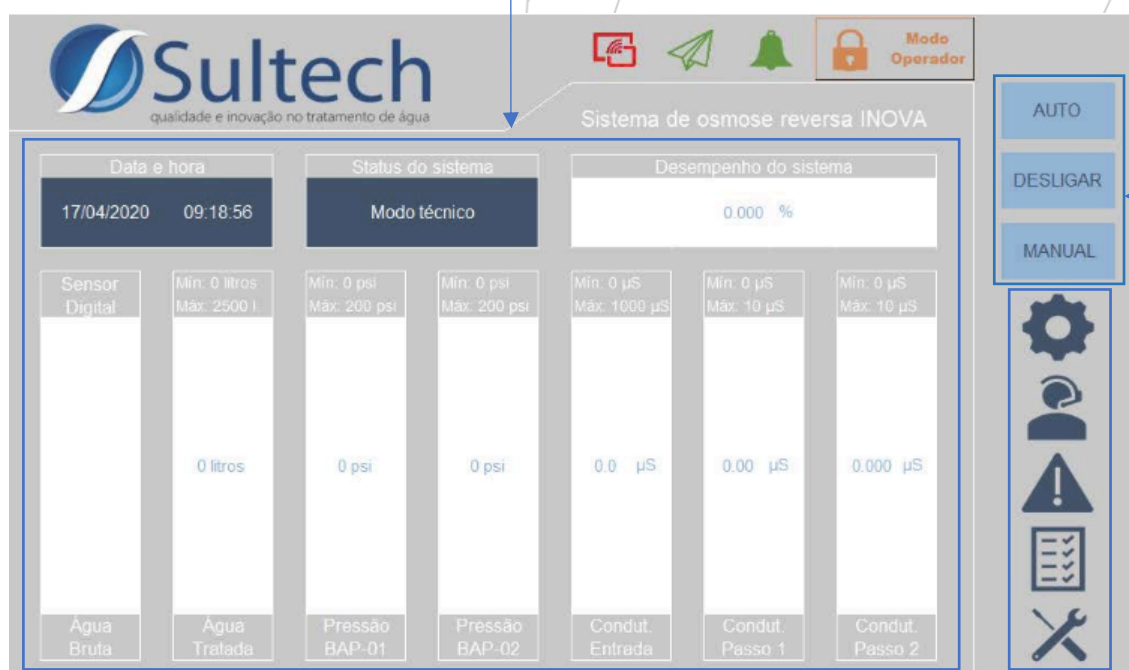 Sultech
qualidade e inovação no tratamento de água
Modo
Operador
Sistema de osmose reversa INOVA
AUTO
DESLIGAR
MANUAL
Data e hora
17/04/2020 09:18:56
Status do sistema
Modo técnico
Desempenho do sistema
0.000 %
Sensor
Digital
Água
Bruta
Mín: 0 litros
Máx: 2500 l
0 litros
Água
Tratada
Mín: 0 psi
Máx: 200 psi
0 psi
Pressão
BAP-01
Mín: 0 psi
Máx: 200 psi
0 psi
Pressão
BAP-02
Mín: 0 µS
Máx: 1000 µS
0.0 µS
Condut.
Entrada
Mín: 0 µS
Máx: 10 µS
0.00 µS
Condut.
Passo 1
Mín: 0 µS
Máx: 10 µS
0.000 µS
Condut.
Passo 2